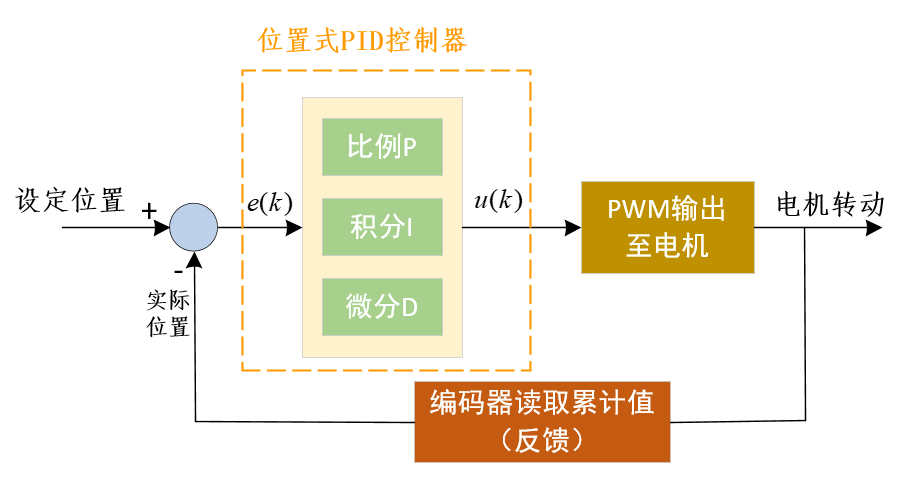 位置式PID控制器
比例P
设定位置
+
e(k)
积分I
u(k)
PWM输出
至电机
电机转动
-
实际
位置
微分D
编码器读取累计值
（反馈）